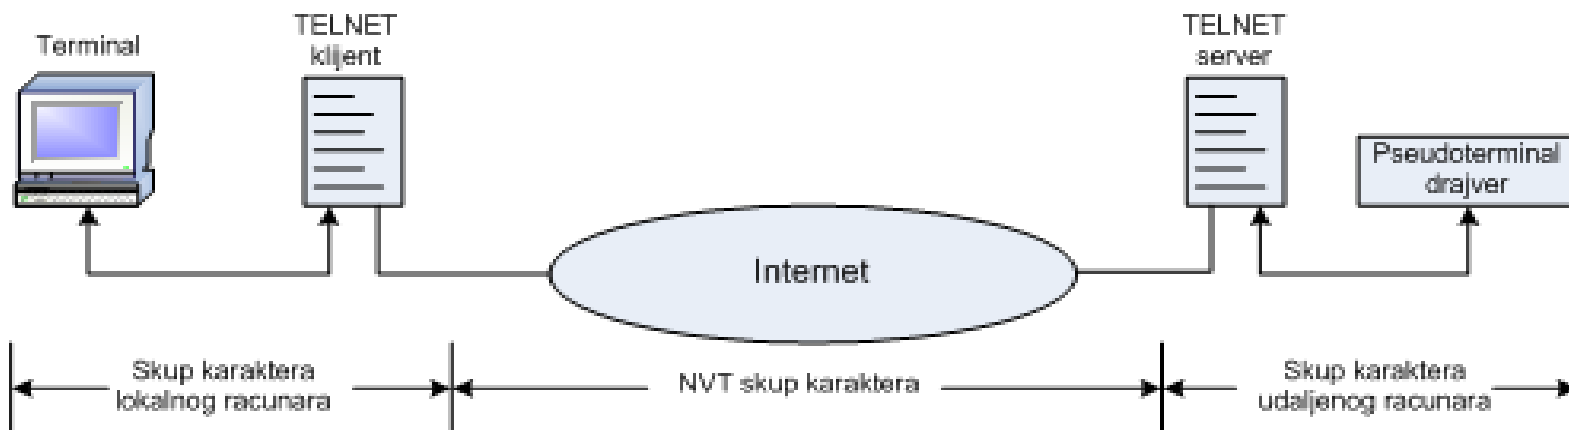 Terminal
TELNET
klijent
TELNET
server
Pseudoterminal
drajver
Internet
Skup karaktera
lokalnog racunara
NVT skup karaktera
Skup karaktera
udaljenog racunara